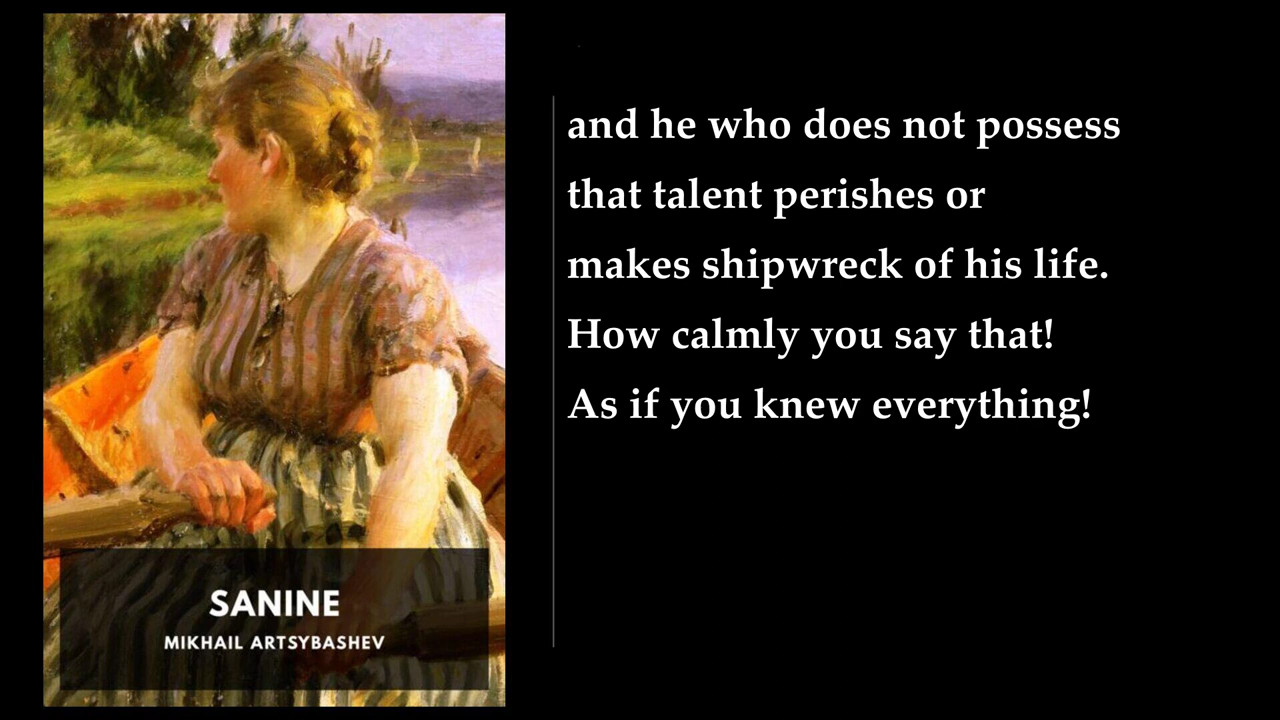 and he who does not possess
that talent perishes or
makes shipwreck of his life.
How calmly you say that!
As if you knew everything!
SANINE
MIKHAIL ARTSYBASHEV